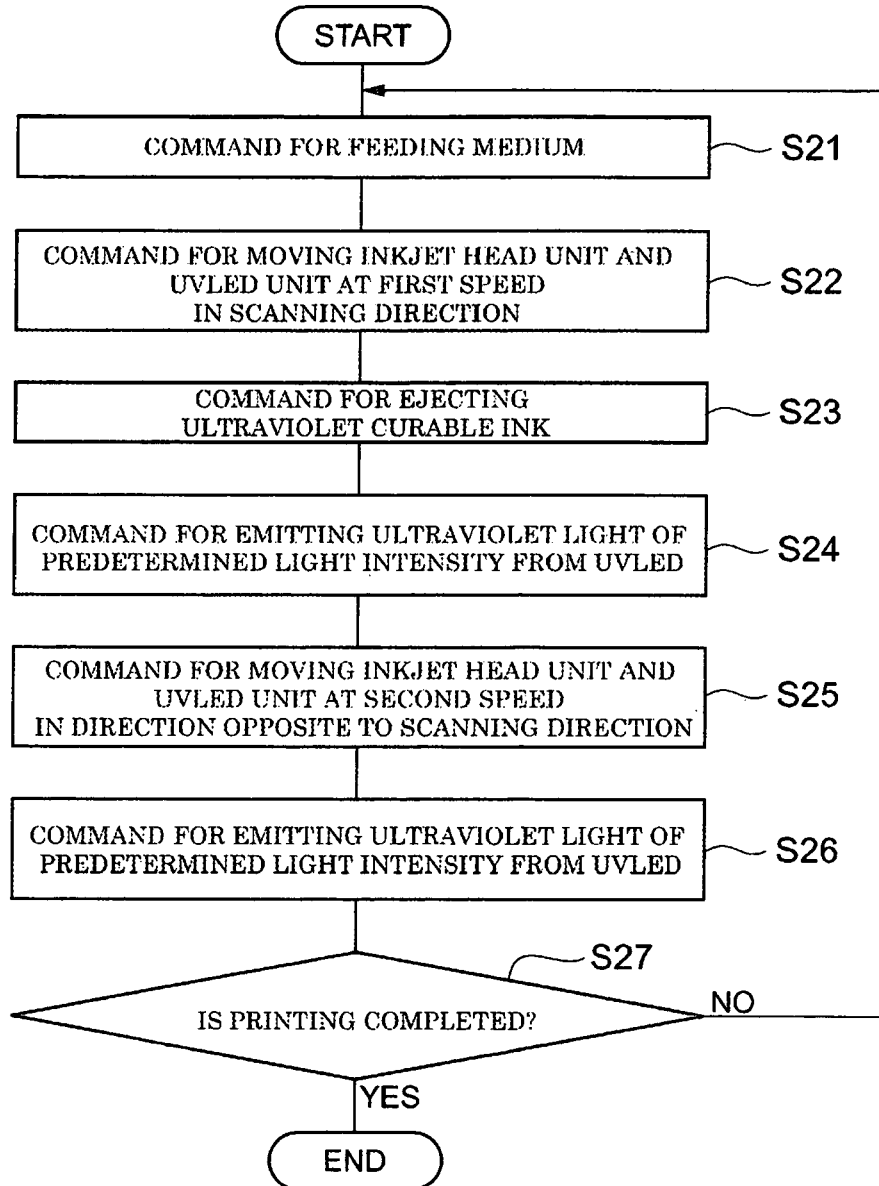 START
COMMAND FOR FEEDING MEDIUM
S21
COMMAND FOR MOVING INKJET HEAD UNIT AND
UVLED UNIT AT FIRST SPEED
IN SCANNING DIRECTION
S22
COMMAND FOR EJECTING
ULTRAVIOLET CURABLE INK
S23
COMMAND FOR EMITTING ULTRAVIOLET LIGHT OF
PREDETERMINED LIGHT INTENSITY FROM UVLED
S24
COMMAND FOR MOVING INKJET HEAD UNIT AND
UVLED UNIT AT SECOND SPEED
IN DIRECTION OPPOSITE TO SCANNING DIRECTION
S25
COMMAND FOR EMITTING ULTRAVIOLET LIGHT OF
PREDETERMINED LIGHT INTENSITY FROM UVLED
S26
S27
IS PRINTING COMPLETED?
NO
YES
END